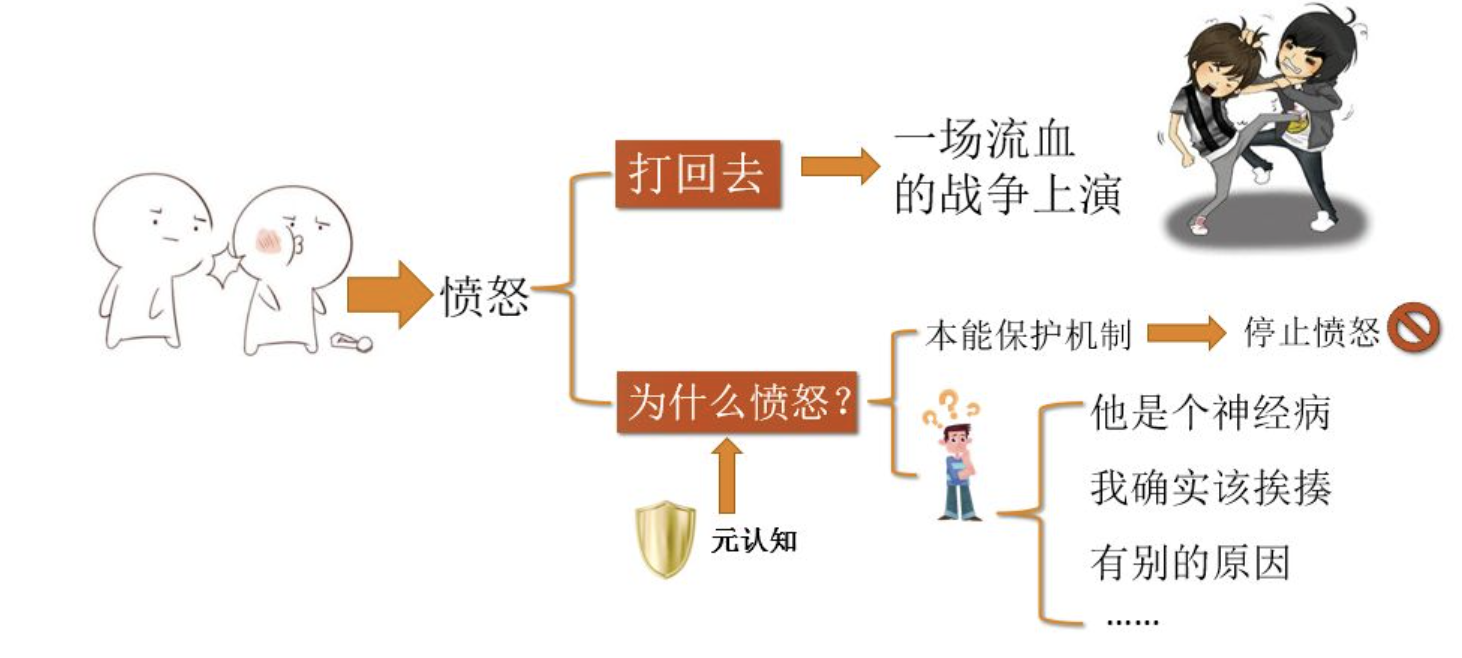 愤怒
打回去
一场流血
的战争上演
为什么愤怒？
元认知
本能保护机制
停止愤怒
他是个神经病
我确实该挨揍
有别的原因
……